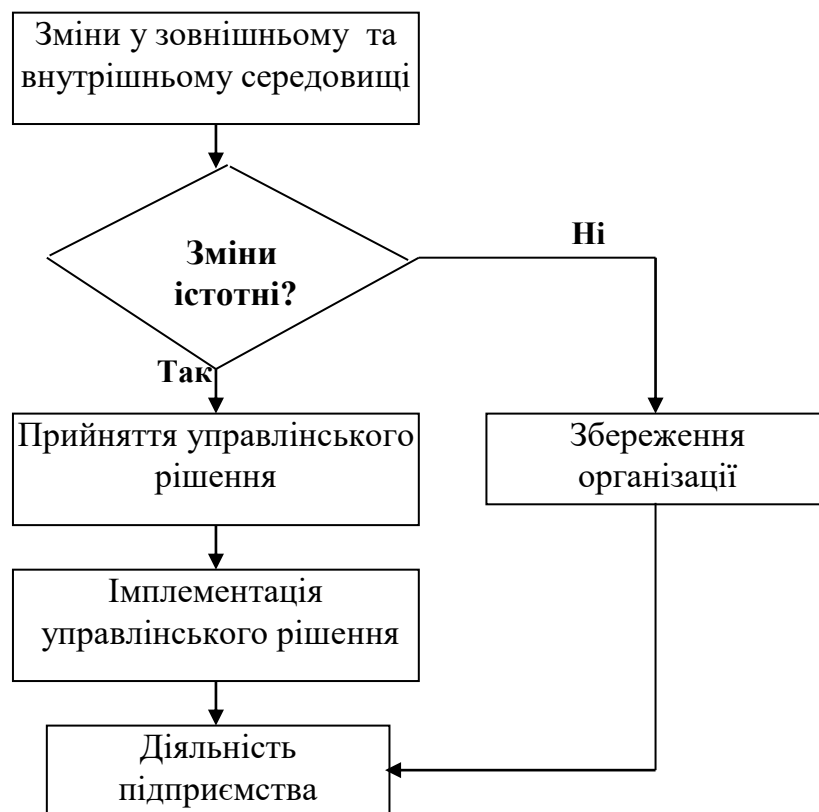 Зміни у зовнішньому та
внутрішньому середовищі
Зміни
істотні?
Ні
Так
Прийняття управлінського
рішення
Збереження
організації
Імплементація
управлінського рішення
Діяльність
підприємства